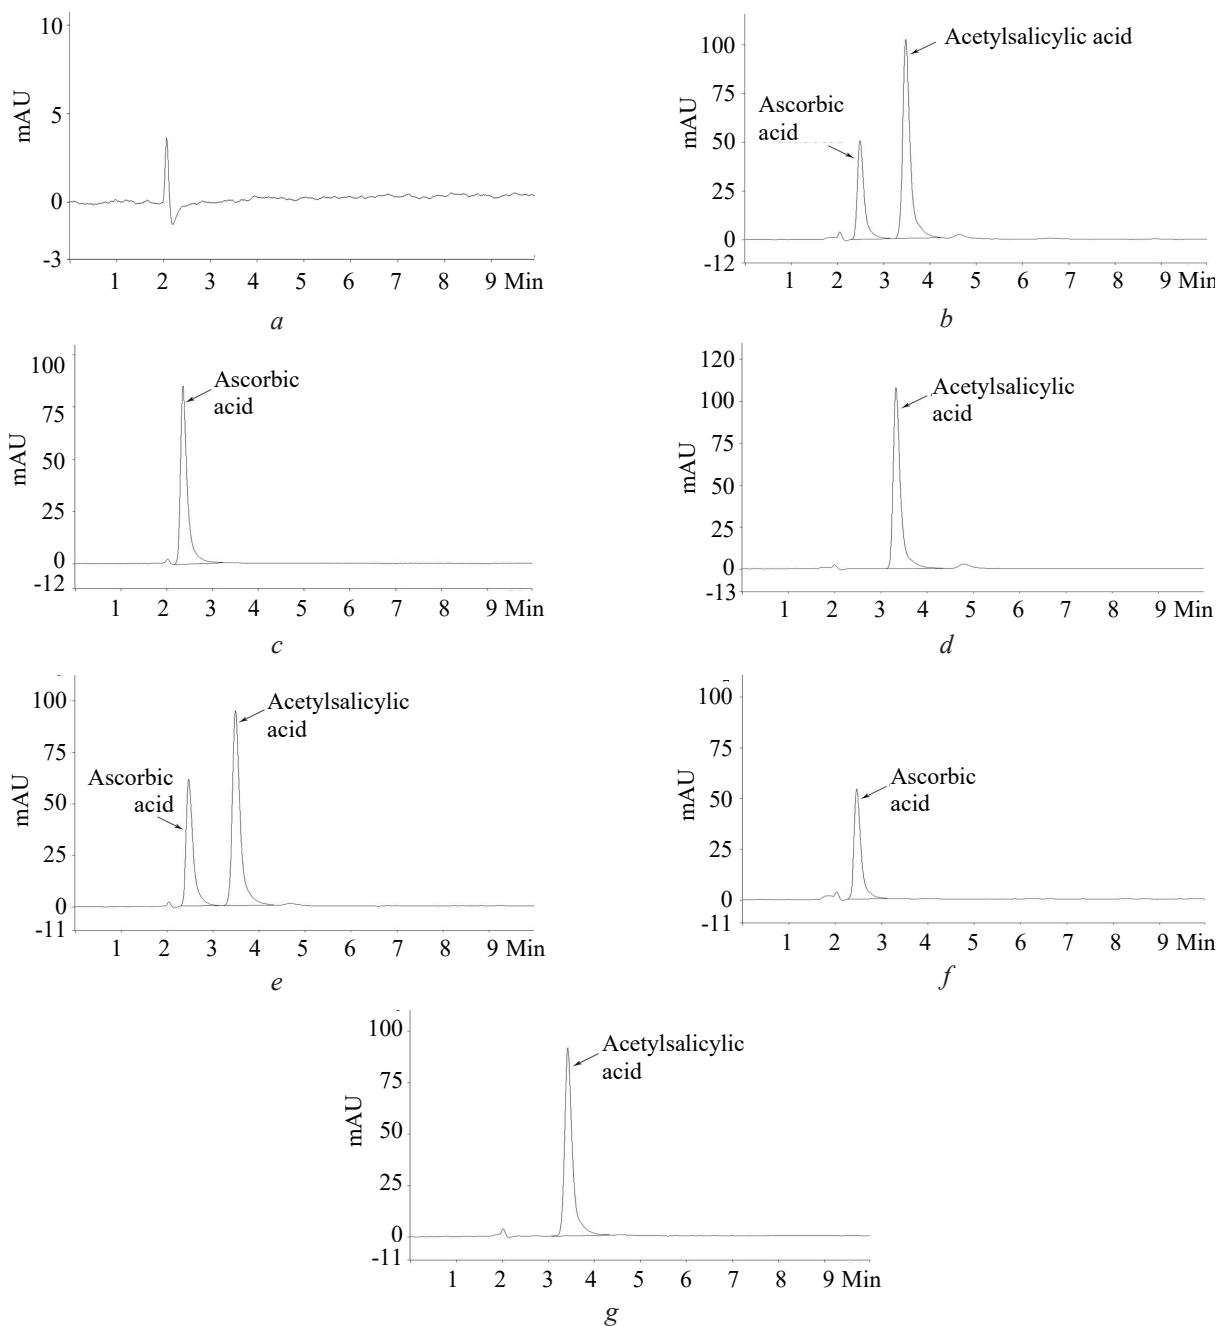 10
5
0
-3
mAU
1 2 3 4 5 6 7 8 9 Min
a
100
75
50
25
0
-12
mAU
Acetylsalicylic acid
Ascorbic
acid
1 2 3 4 5 6 7 8 9 Min
b
100
75
50
25
0
-12
mAU
Ascorbic
acid
1 2 3 4 5 6 7 8 9 Min
c
120
100
75
50
25
0
-13
mAU
Acetylsalicylic
acid
1 2 3 4 5 6 7 8 9 Min
d
100
75
50
25
0
-11
mAU
Acetylsalicylic
acid
Ascorbic
acid
1 2 3 4 5 6 7 8 9 Min
e
100
75
50
25
0
-11
mAU
Ascorbic
acid
1 2 3 4 5 6 7 8 9 Min
f
100
75
50
25
0
-11
mAU
Acetylsalicylic
acid
1 2 3 4 5 6 7 8 9 Min
g